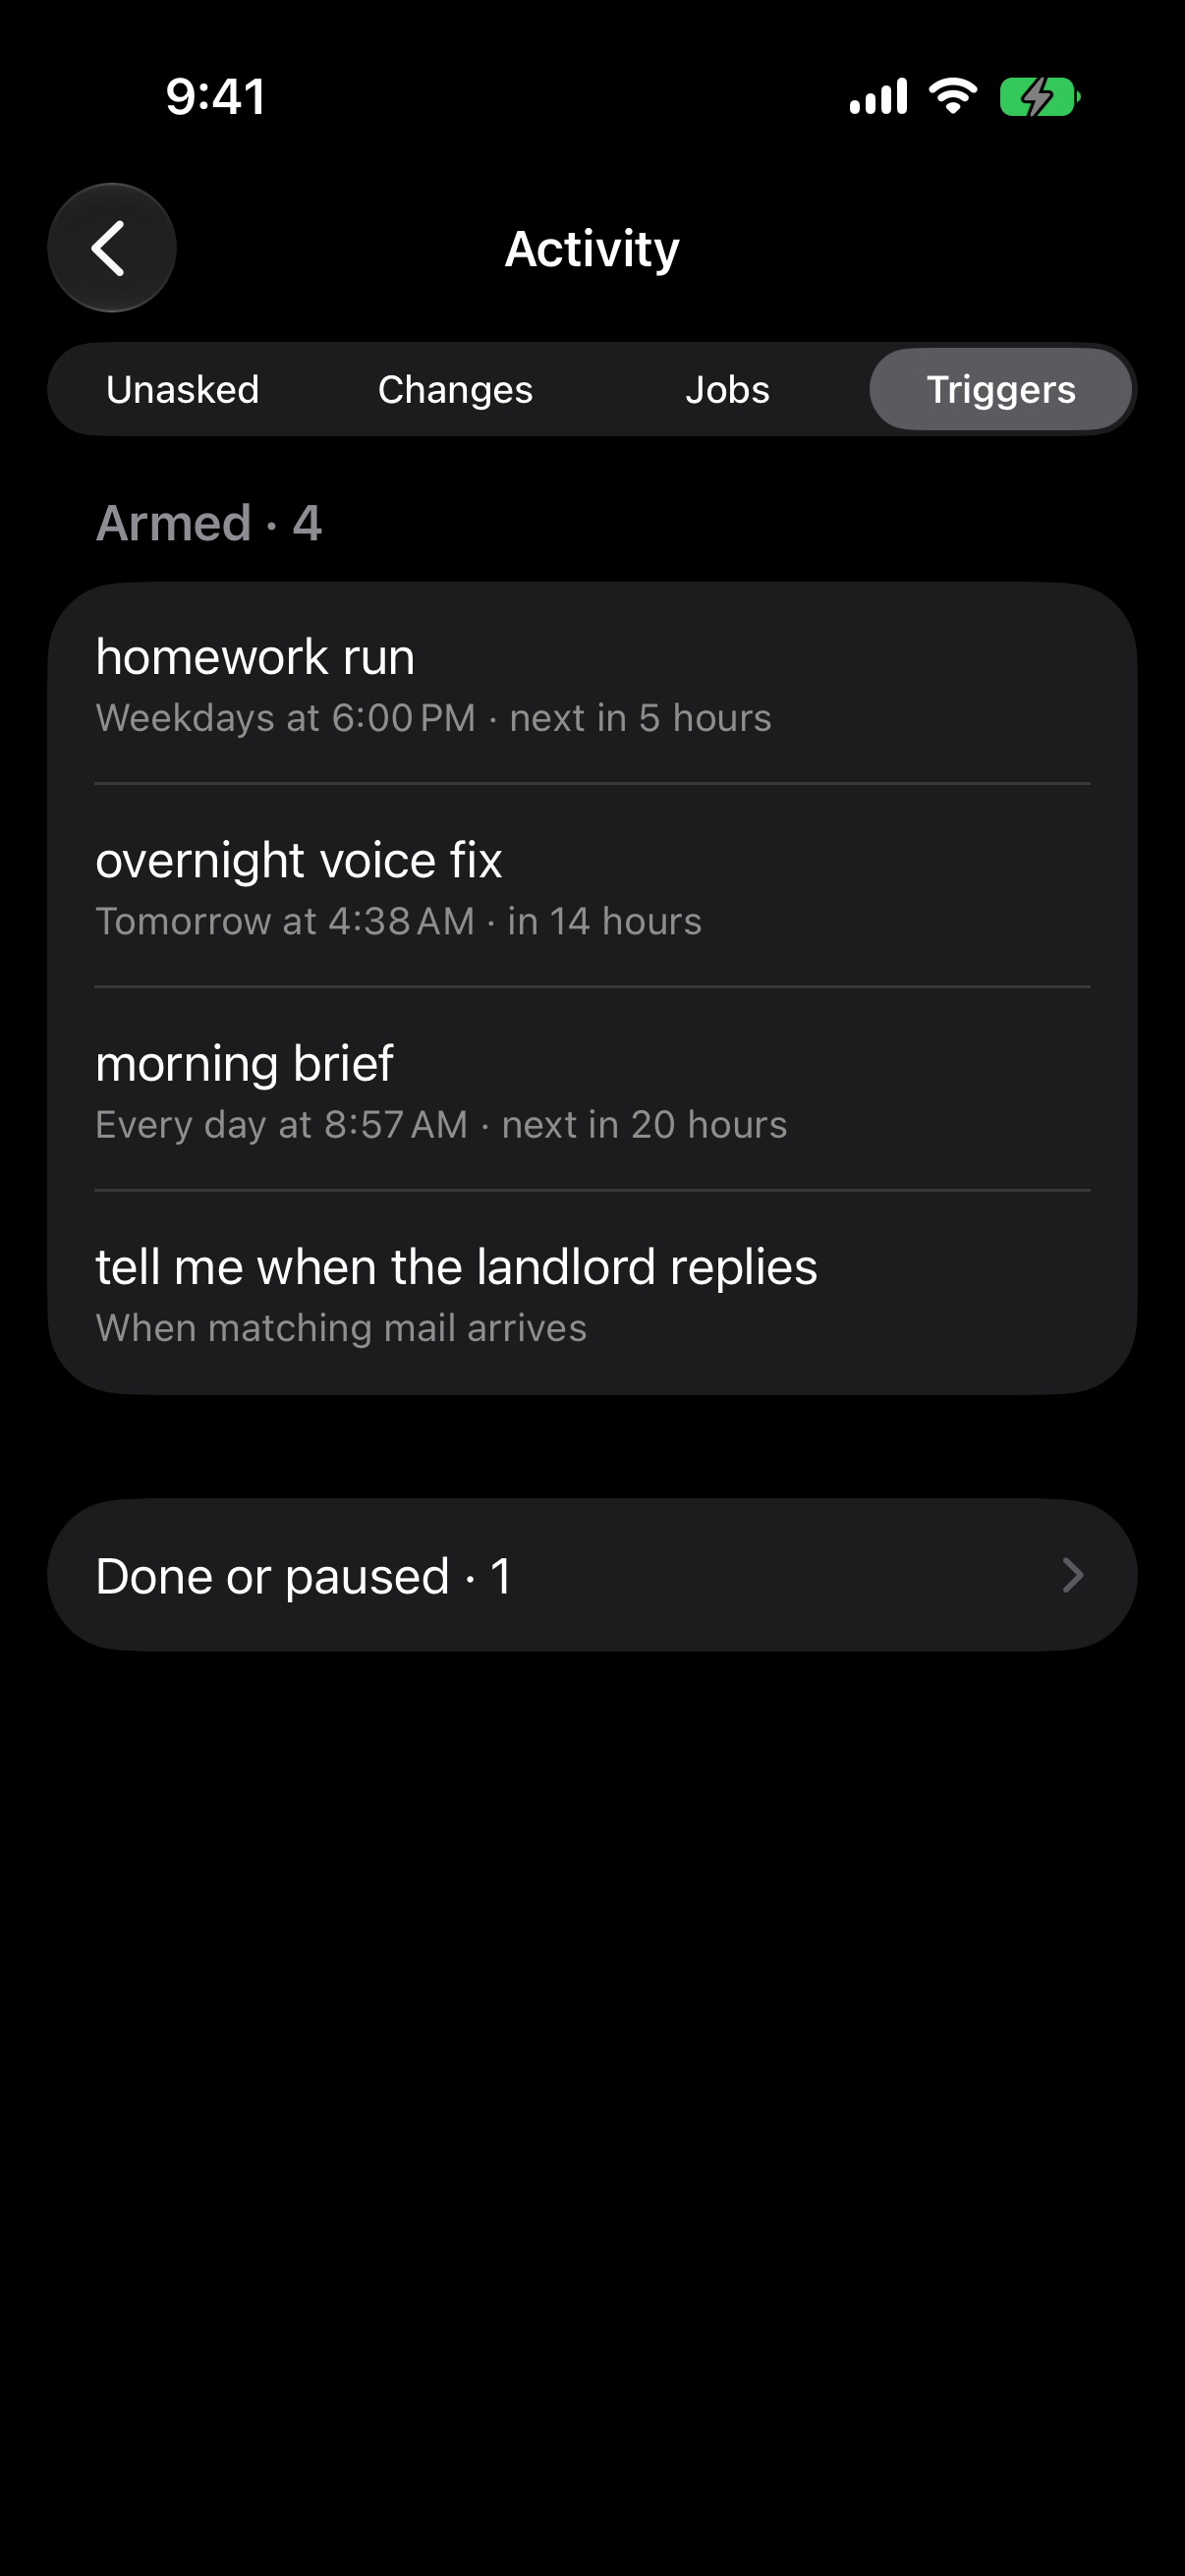 9:41
Activity
Unasked
Changes
Jobs
Triggers
Armed · 4
homework run
Weekdays at 6:00 PM · next in 5 hours
overnight voice fix
Tomorrow at 4:38 AM · in 14 hours
morning brief
Every day at 8:57 AM · next in 20 hours
tell me when the landlord replies
When matching mail arrives
Done or paused · 1